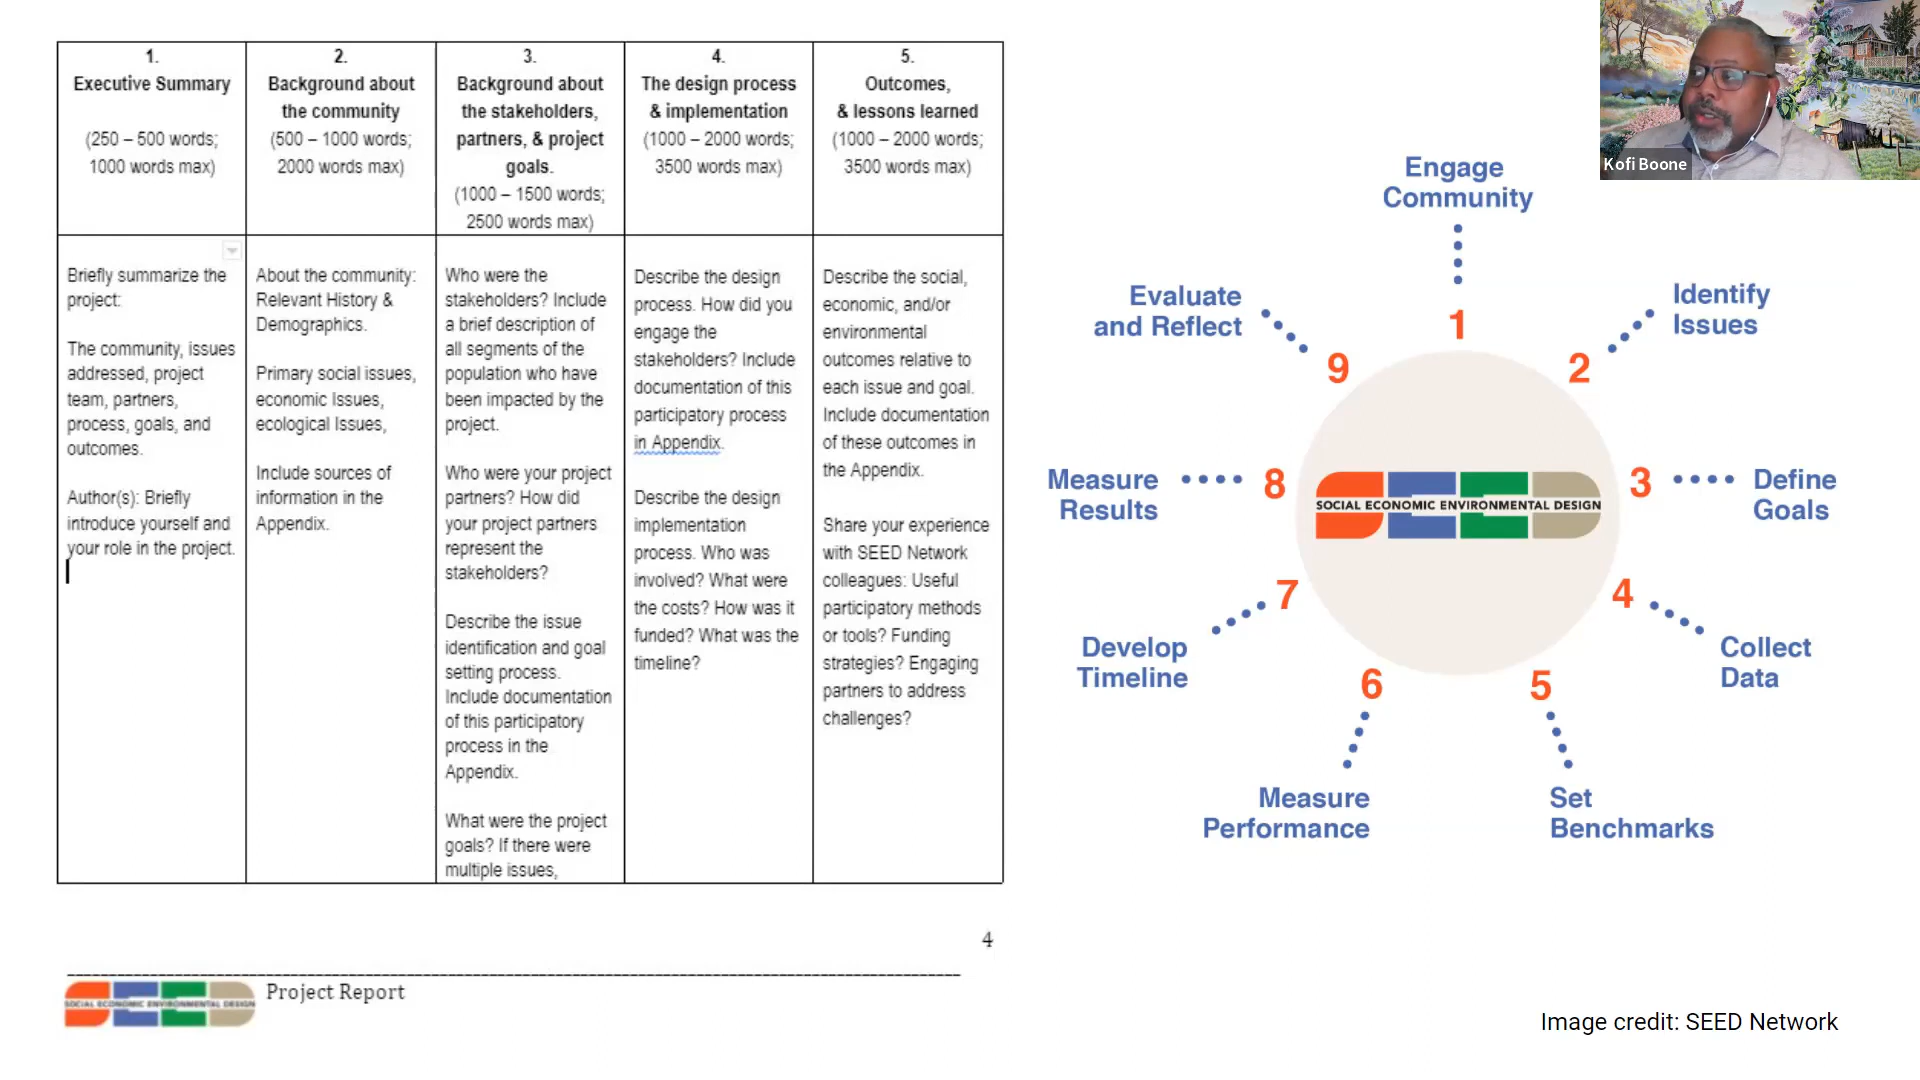 1.
Executive Summary
(250 – 500 words;
1000 words max)
2.
Background about
the community
(500 – 1000 words;
2000 words max)
3.
Background about
the stakeholders,
partners, & project
goals.
(1000 – 1500 words;
2500 words max)
4.
The design process
& implementation
(1000 – 2000 words;
3500 words max)
5.
Outcomes,
& lessons learned
(1000 – 2000 words;
3500 words max)
Briefly summarize the
project:
The community, issues
addressed, project
team, partners,
process, goals, and
outcomes.
Author(s): Briefly
introduce yourself and
your role in the project.
About the community:
Relevant History &
Demographics.
Primary social issues,
economic Issues,
ecological Issues,
Include sources of
information in the
Appendix.
Who were the
stakeholders? Include
a brief description of
all segments of the
population who have
been impacted by the
project.
Who were your project
partners? How did
your project partners
represent the
stakeholders?
Describe the issue
identification and goal
setting process.
Include documentation
of this participatory
process in the
Appendix.
What were the project
goals? If there were
multiple issues,
Describe the design
process. How did you
engage the
stakeholders? Include
documentation of this
participatory process
in Appendix.
Describe the design
implementation
process. Who was
involved? What were
the costs? How was it
funded? What was the
timeline?
Describe the social,
economic, and/or
environmental
outcomes relative to
each issue and goal.
Include documentation
of these outcomes in
the Appendix.
Share your experience
with SEED Network
colleagues: Useful
participatory methods
or tools? Funding
strategies? Engaging
partners to address
challenges?
4
SOCIAL ECONOMIC ENVIRONMENTAL DESIGN
Project Report
Kofi Boone
Engage
Community
1
Identify
Issues
2
Define
Goals
3
Collect
Data
4
Set
Benchmarks
5
Measure
Performance
6
Develop
Timeline
7
Measure
Results
8
Evaluate
and Reflect
9
SOCIAL ECONOMIC ENVIRONMENTAL DESIGN
Image credit: SEED Network